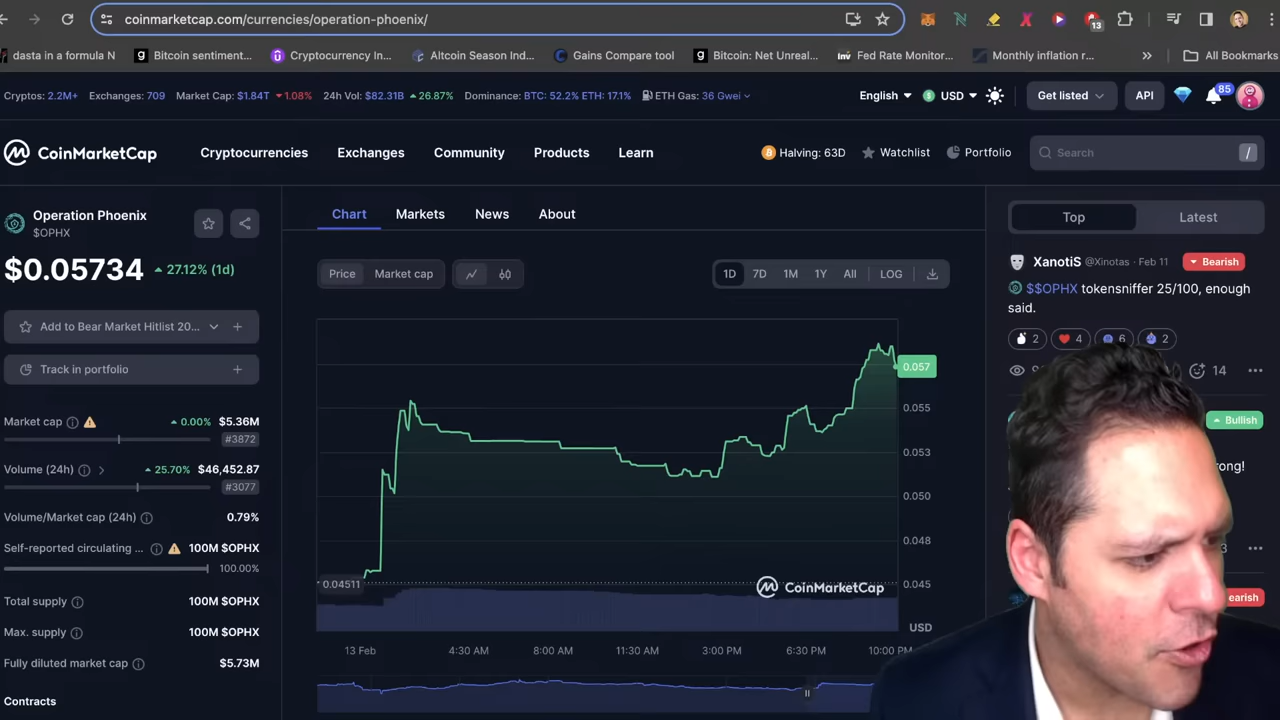 coinmarketcap.com/currencies/operation-phoenix/
13
dasta in a formula N
Bitcoin sentiment...
Cryptocurrency In...
Altcoin Season Ind...
Gains Compare tool
Bitcoin: Net Unreal...
Inv Fed Rate Monitor...
Monthly inflation r...
» All Bookmarks
Cryptos: 2.2M+ Exchanges: 709 Market Cap: $1.84T 1.08% 24h Vol: $82.31B 26.87% Dominance: BTC: 52.2% ETH: 17.1% ETH Gas: 36 Gwei
English USD Get listed API 85
CoinMarketCap Cryptocurrencies Exchanges Community Products Learn Halving: 63D Watchlist Portfolio Search /
Operation Phoenix
$OPHX
$0.05734 27.12% (1d)
Add to Bear Market Hitlist 20... +
Track in portfolio +
Market cap 0.00% $5.36M
#3872
Volume (24h) 25.70% $46,452.87
#3077
Volume/Market cap (24h) 0.79%
Self-reported circulating ... 100M $OPHX
100.00%
Total supply 100M $OPHX
Max. supply 100M $OPHX
Fully diluted market cap $5.73M
Contracts
Chart Markets News About
Price Market cap 1D 7D 1M 1Y All LOG
0.057
0.055
0.053
0.050
0.048
0.04511 0.045
CoinMarketCap
USD
13 Feb 4:30 AM 8:00 AM 11:30 AM 3:00 PM 6:30 PM 10:00 PM
Top Latest
XanotiS @Xinotas · Feb 11 Bearish
$$OPHX tokensniffer 25/100, enough
said.
2 4 6 2
14
Bullish